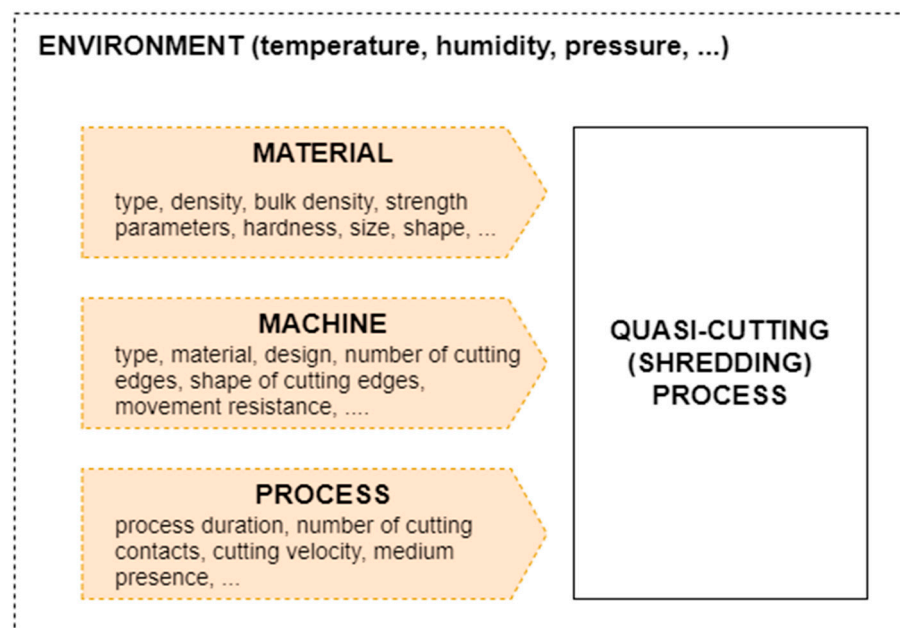 ENVIRONMENT (temperature, humidity, pressure, ...)
MATERIAL
type, density, bulk density, strength
parameters, hardness, size, shape, ...
MACHINE
type, material, design, number of cutting
edges, shape of cutting edges,
movement resistance, ....
PROCESS
process duration, number of cutting
contacts, cutting velocity, medium
presence, ...
QUASI-CUTTING
(SHREDDING)
PROCESS